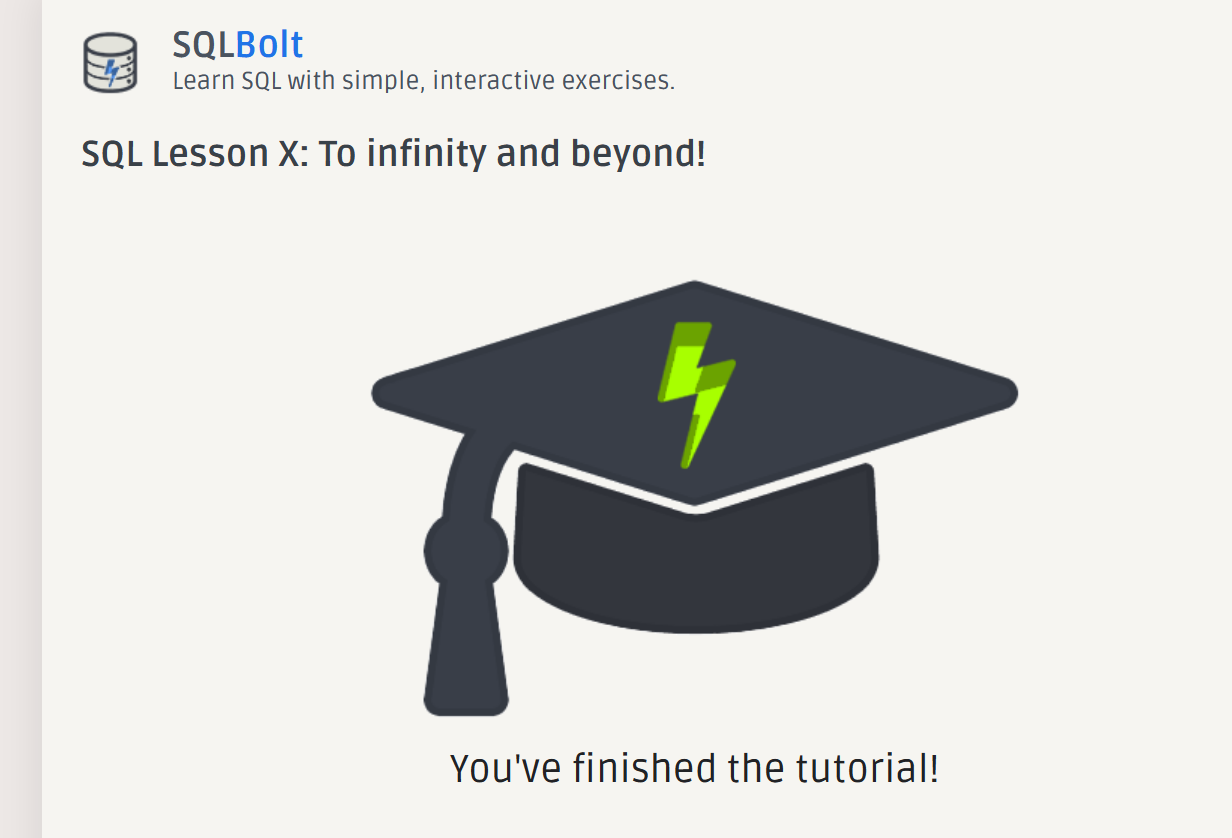 SQLBolt
Learn SQL with simple, interactive exercises.
SQL Lesson X: To infinity and beyond!
You've finished the tutorial!